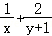 1/x + 2/(y+1)